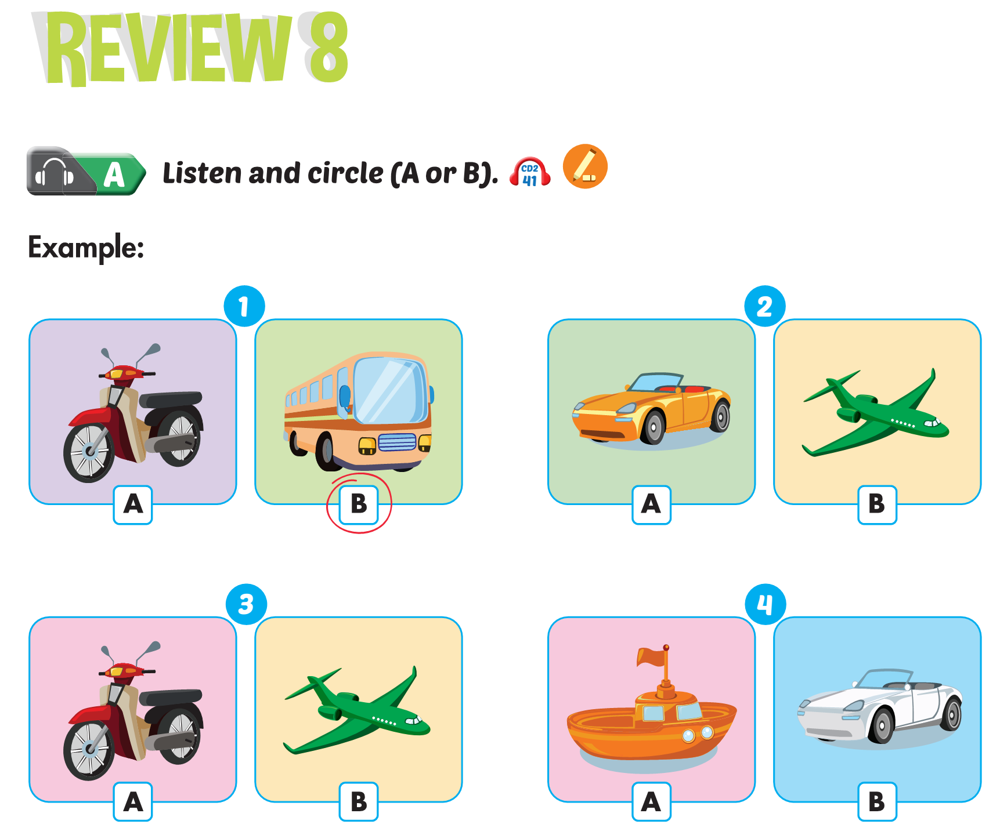 REVIEW 8
A Listen and circle (A or B). CD2 41
Example:
1 2
A B A B
3 4
A B A B